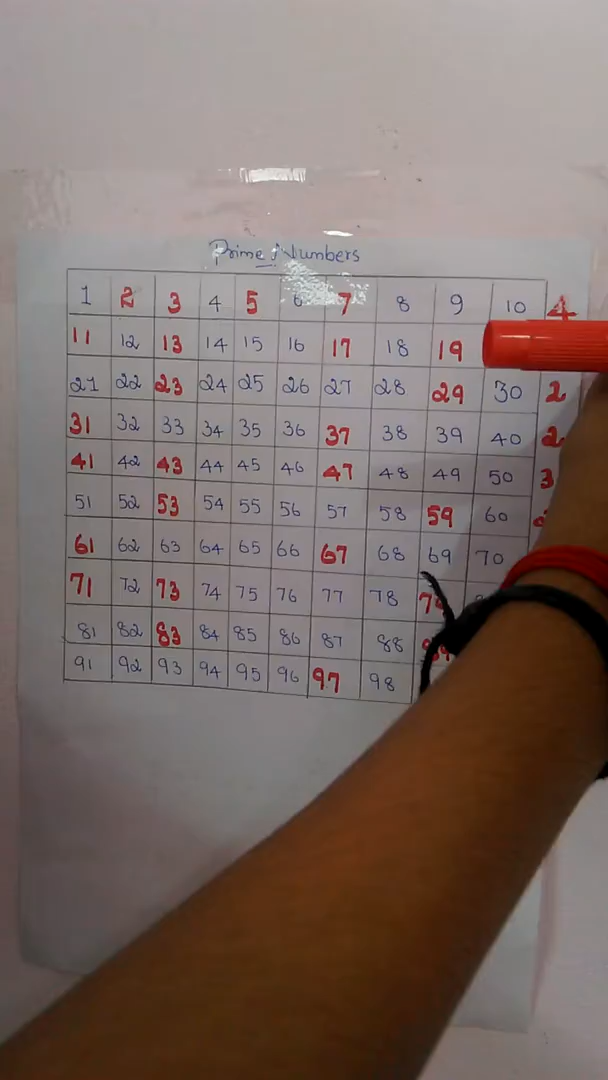 Prime Numbers
1 2 3 4 5 6 7 8 9 10 4
11 12 13 14 15 16 17 18 19
21 22 23 24 25 26 27 28 29 30 2
31 32 33 34 35 36 37 38 39 40 2
41 42 43 44 45 46 47 48 49 50 3
51 52 53 54 55 56 57 58 59 60
61 62 63 64 65 66 67 68 69 70
71 72 73 74 75 76 77 78 79
81 82 83 84 85 86 87 88 89
91 92 93 94 95 96 97 98